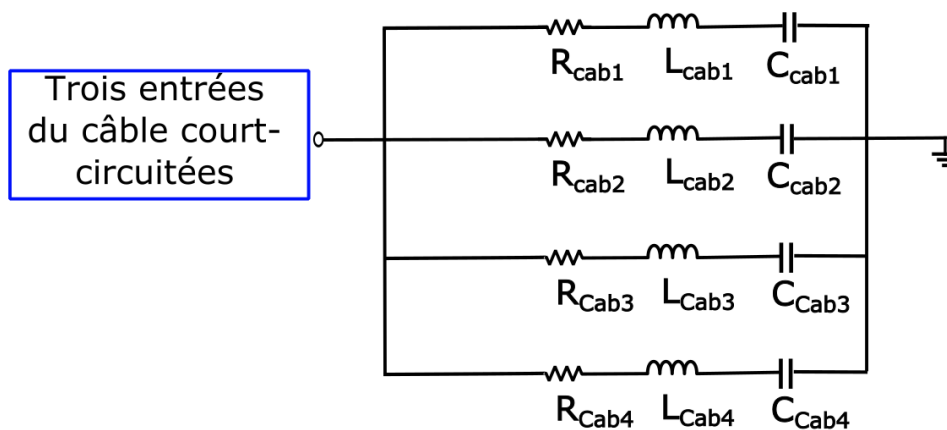 Rcab1 Lcab1 Ccab1
Trois entrées
du câble court-
circuitées
Rcab2 Lcab2 Ccab2
RCab3 LCab3 CCab3
RCab4 LCab4 CCab4